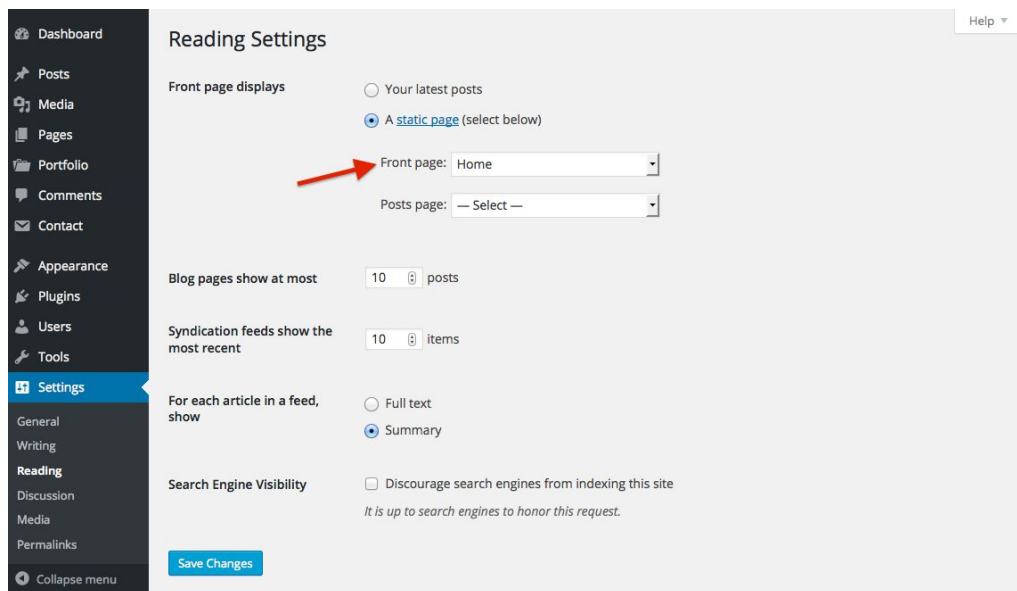 Help
Dashboard
Posts
Media
Pages
Portfolio
Comments
Contact
Appearance
Plugins
Users
Tools
Settings
General
Writing
Reading
Discussion
Media
Permalinks
Collapse menu
Reading Settings
Front page displays
Your latest posts
A static page (select below)
Front page: Home
Posts page: — Select —
Blog pages show at most
10 posts
Syndication feeds show the
most recent
10 items
For each article in a feed,
show
Full text
Summary
Search Engine Visibility
Discourage search engines from indexing this site
It is up to search engines to honor this request.
Save Changes